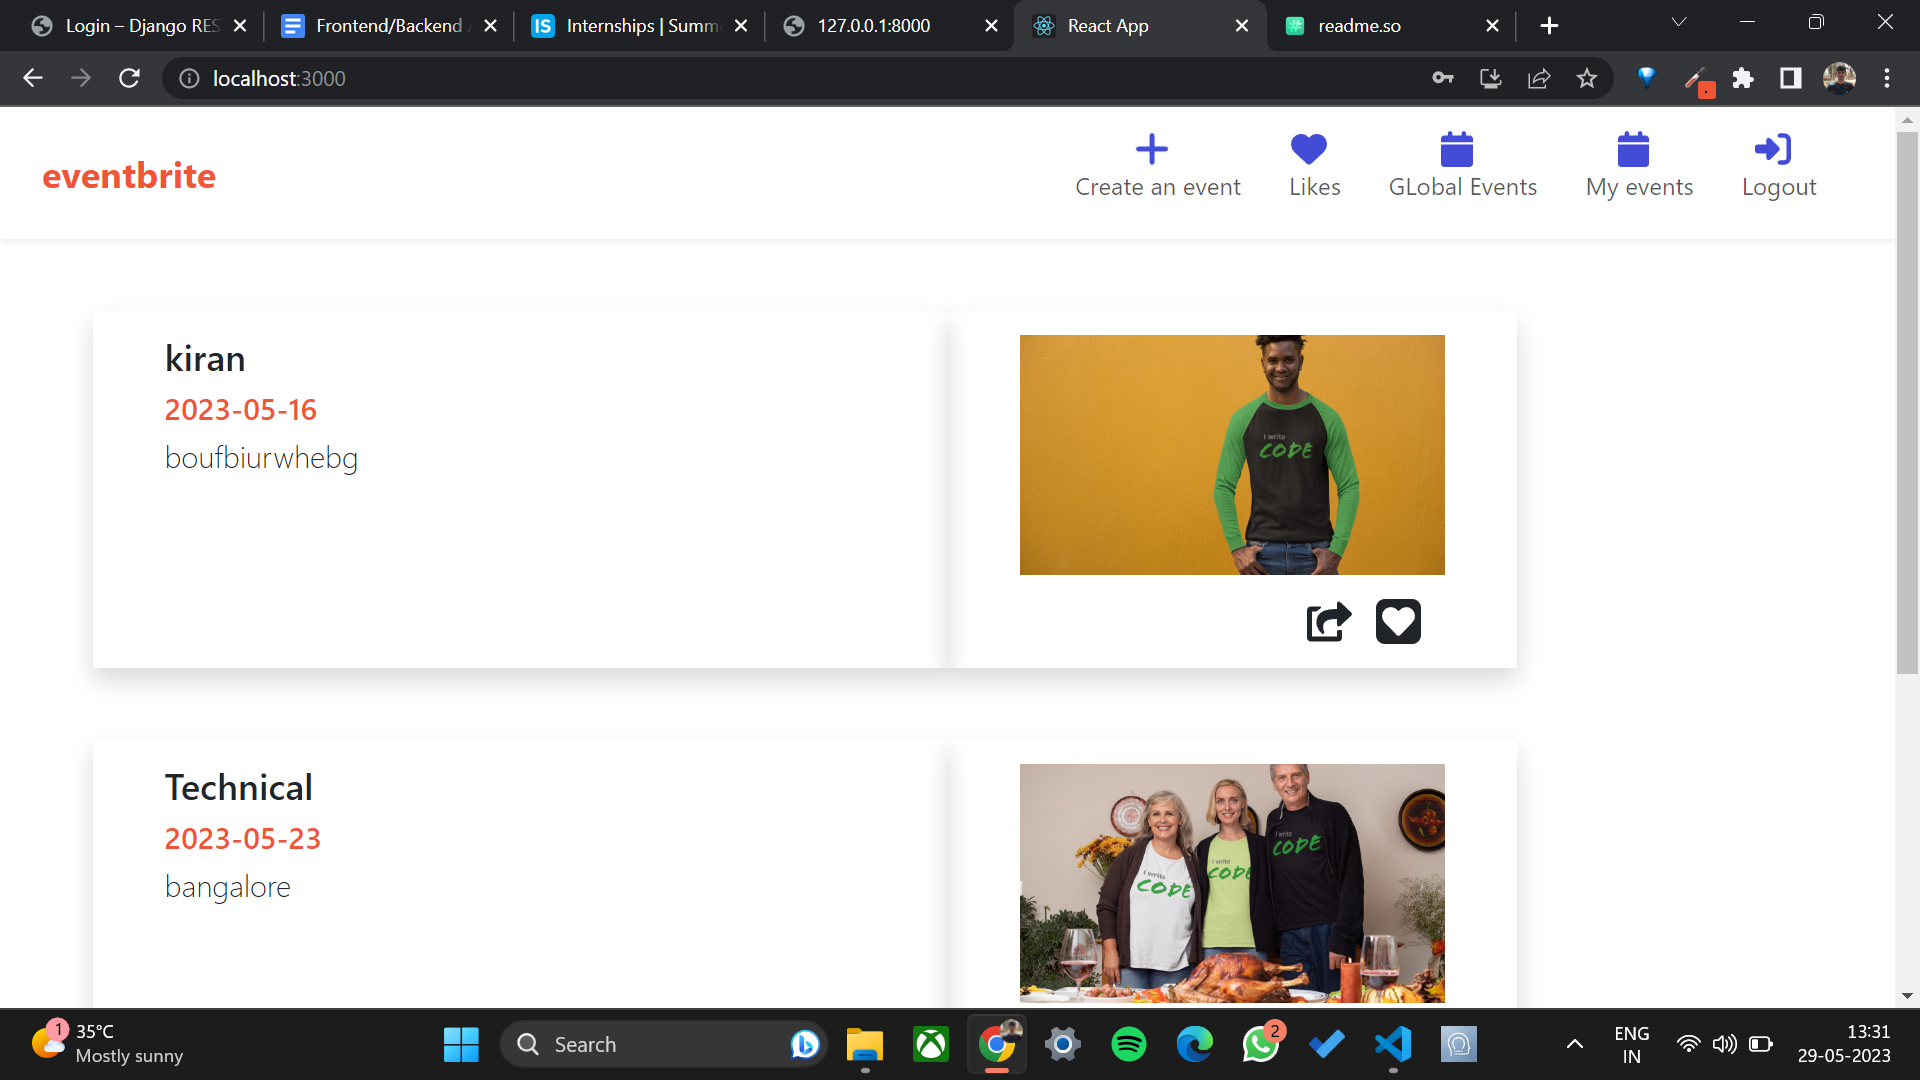 Login – Django RES
Frontend/Backend
Internships | Summ
127.0.0.1:8000
React App
readme.so
localhost:3000
eventbrite
Create an event
Likes
GLobal Events
My events
Logout
kiran
2023-05-16
boufbiurwhebg
I write
CODE
Technical
2023-05-23
bangalore
I write
CODE
I write
CODE
I write
CODE
1
35°C
Mostly sunny
Search
2
ENG
IN
13:31
29-05-2023